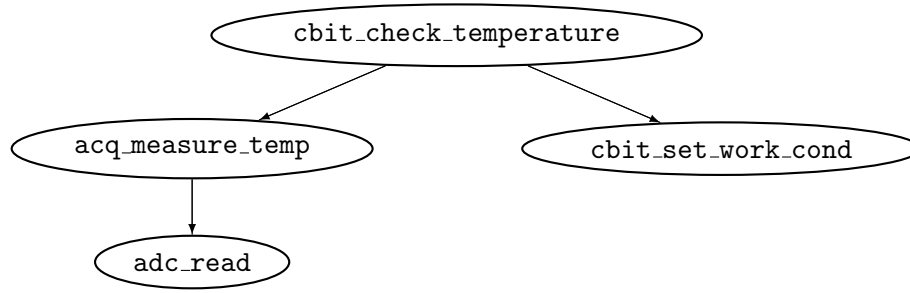 cbit_check_temperature
acq_measure_temp
cbit_set_work_cond
adc_read